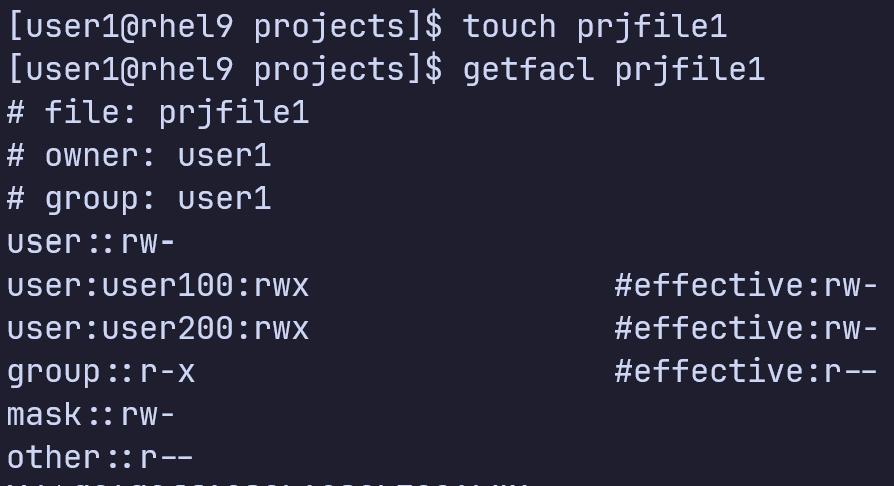 [user1@rhel9 projects]$ touch prjfile1
[user1@rhel9 projects]$ getfacl prjfile1
# file: prjfile1
# owner: user1
# group: user1
user::rw-
user:user100:rwx #effective:rw-
user:user200:rwx #effective:rw-
group::r-x #effective:r--
mask::rw-
other::r--